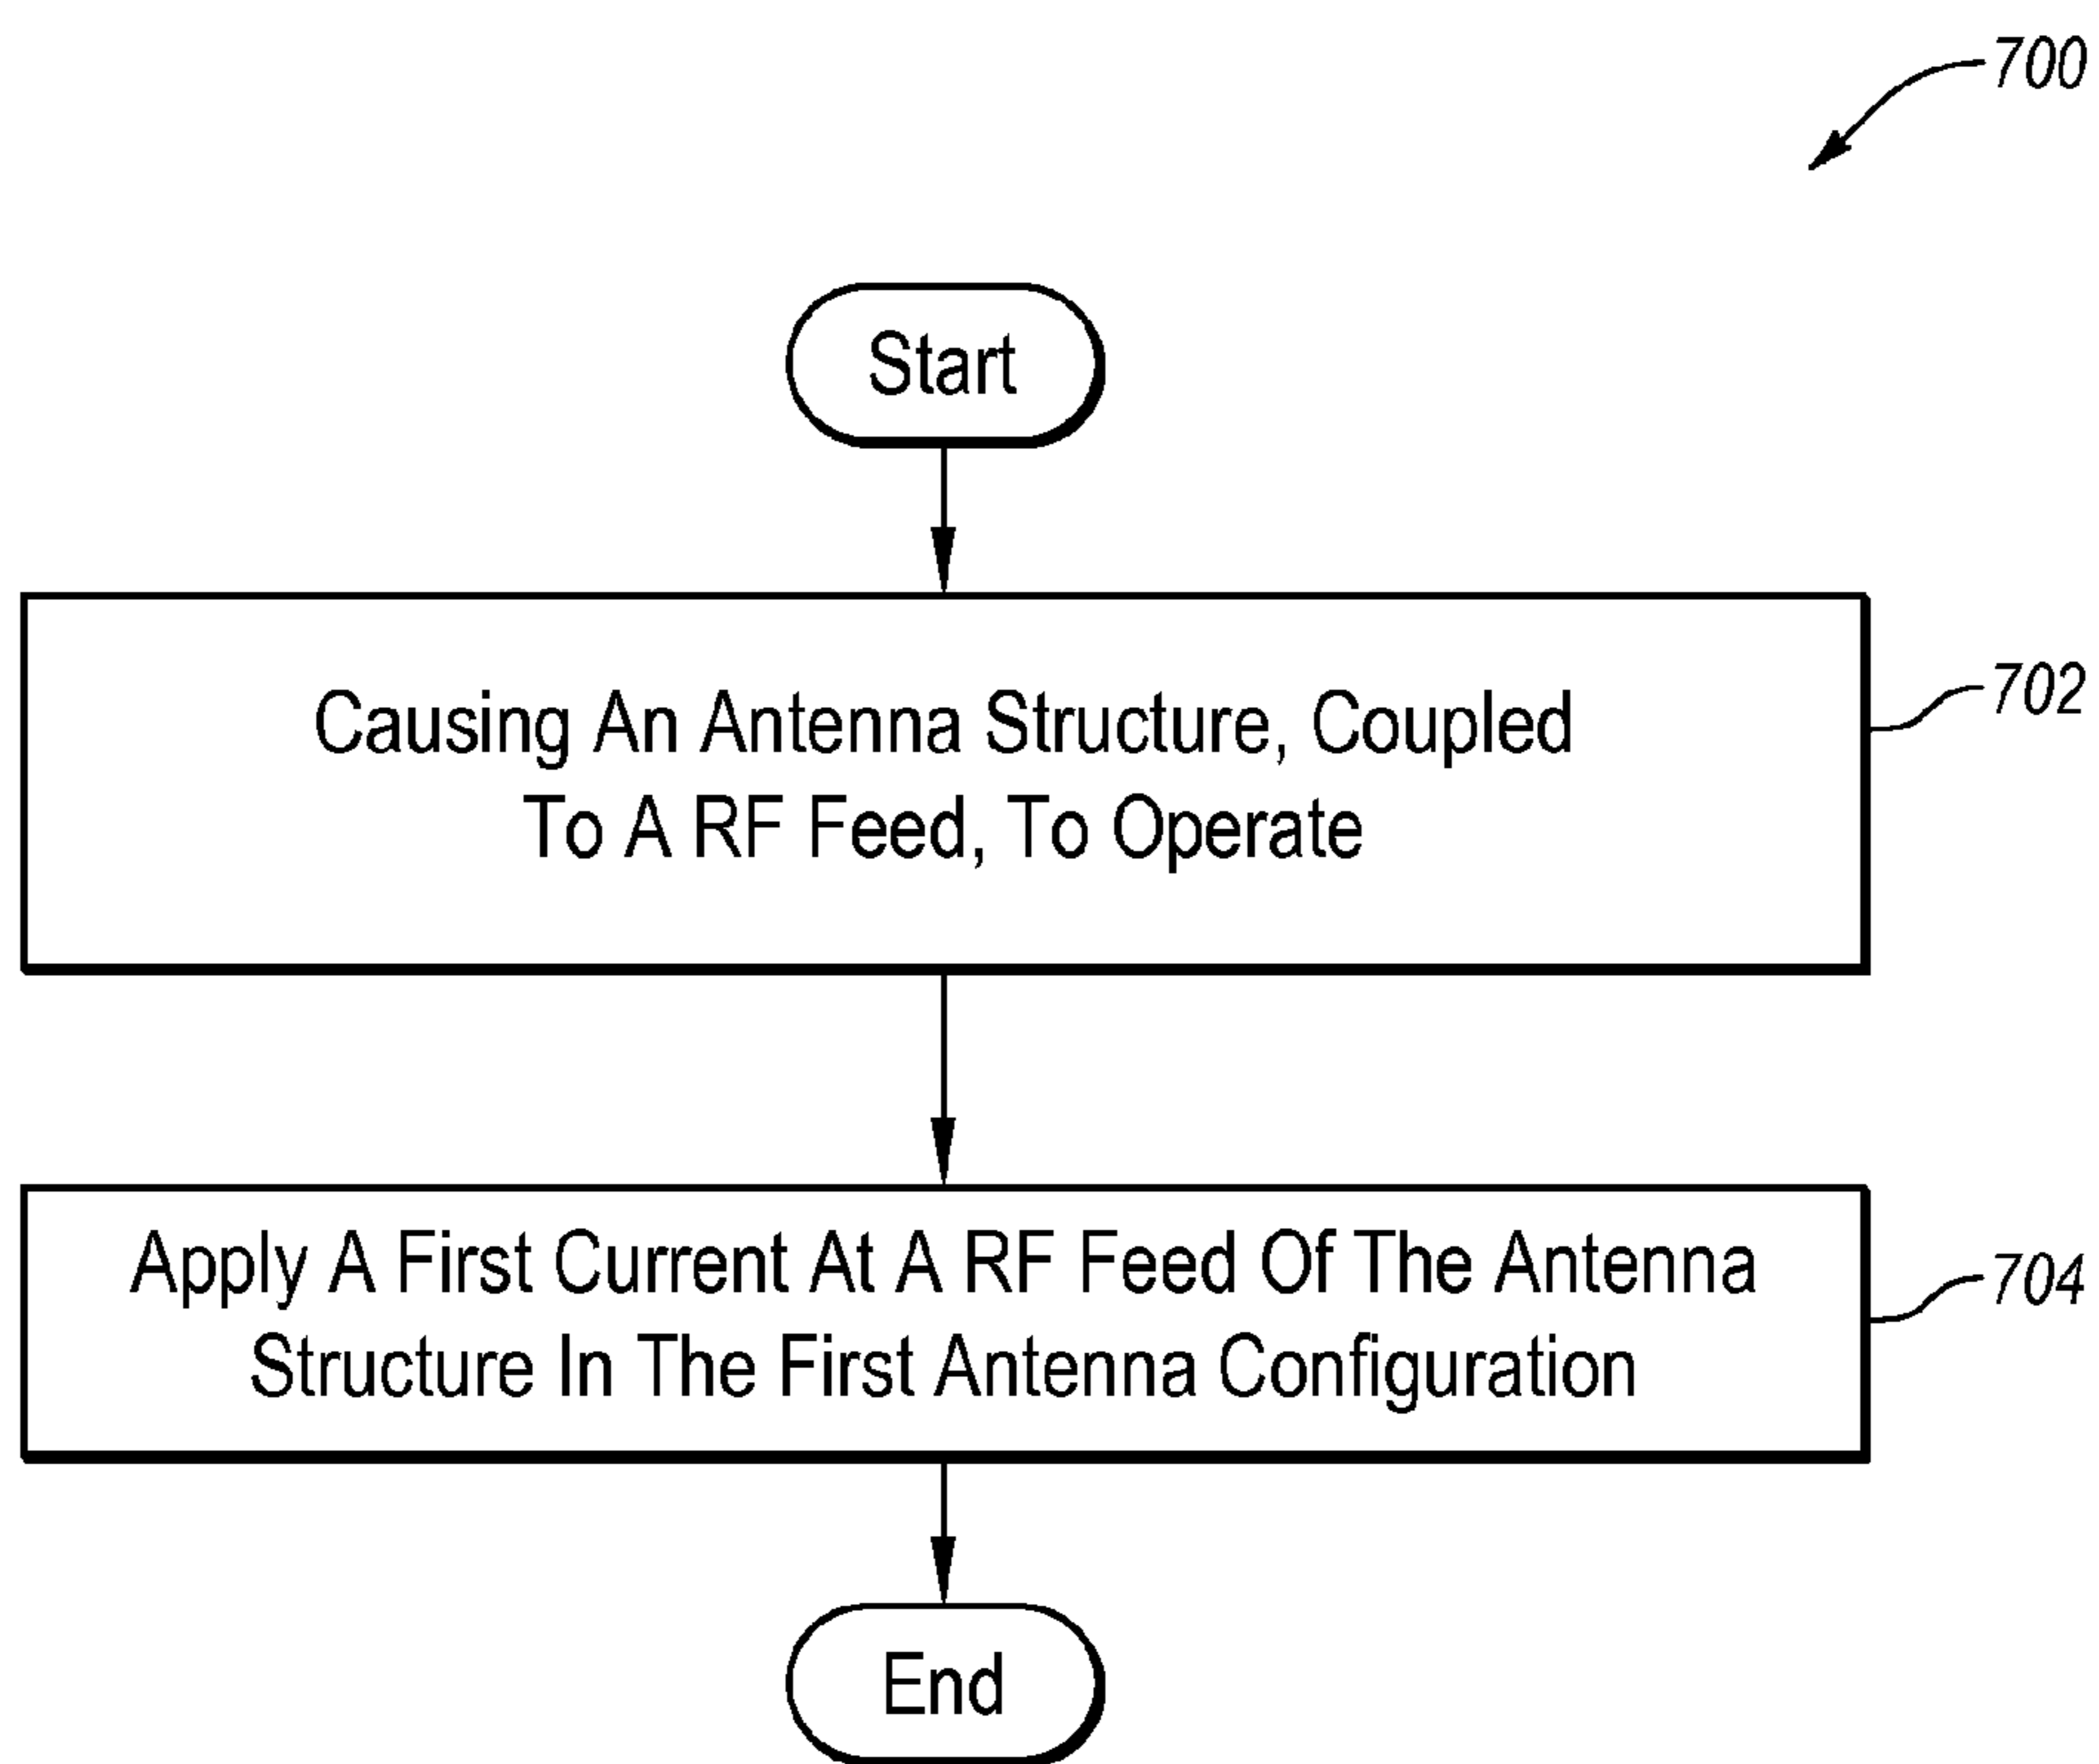 700
Start
Causing An Antenna Structure, Coupled
To A RF Feed, To Operate
702
Apply A First Current At A RF Feed Of The Antenna
Structure In The First Antenna Configuration
704
End